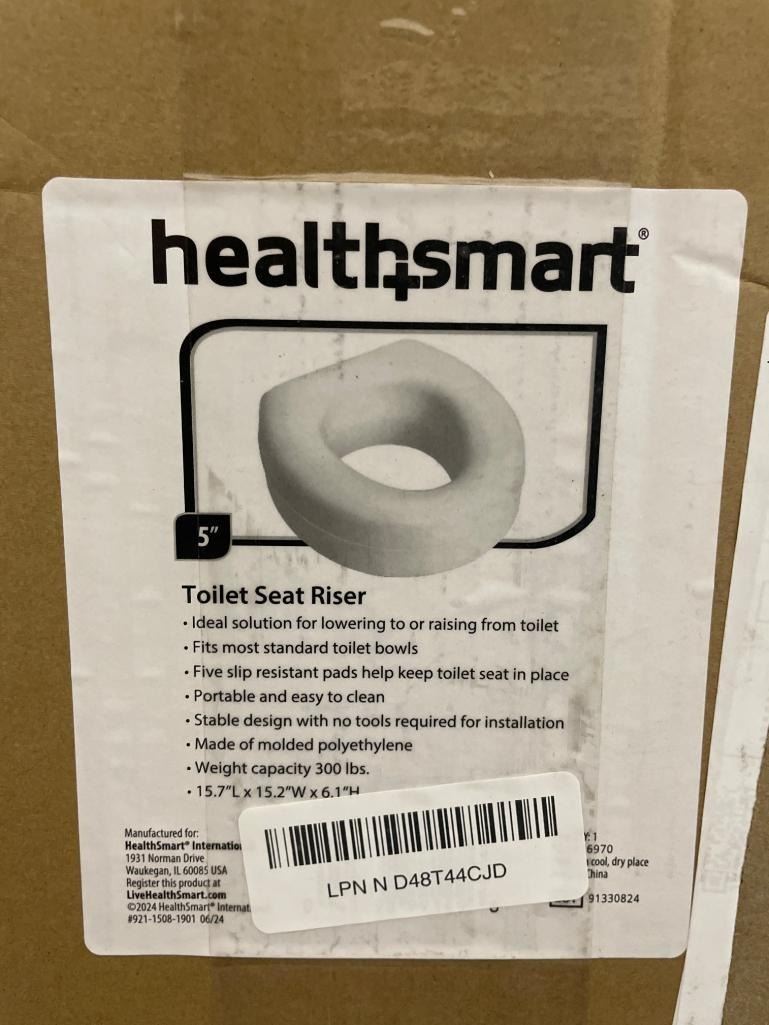 healthsmart®
5"
Toilet Seat Riser
• Ideal solution for lowering to or raising from toilet
• Fits most standard toilet bowls
• Five slip resistant pads help keep toilet seat in place
• Portable and easy to clean
• Stable design with no tools required for installation
• Made of molded polyethylene
• Weight capacity 300 lbs.
• 15.7"L x 15.2"W x 6.1"H
Manufactured for:
HealthSmart®
1931 Norman Drive
Waukegan, IL 60085 USA
Register this product at
LiveHealthSmart.com
©2024 HealthSmart®
#921-1508-1901 06/24
LPN N D48T44CJD
: 1
6970
cool, dry place
China
91330824